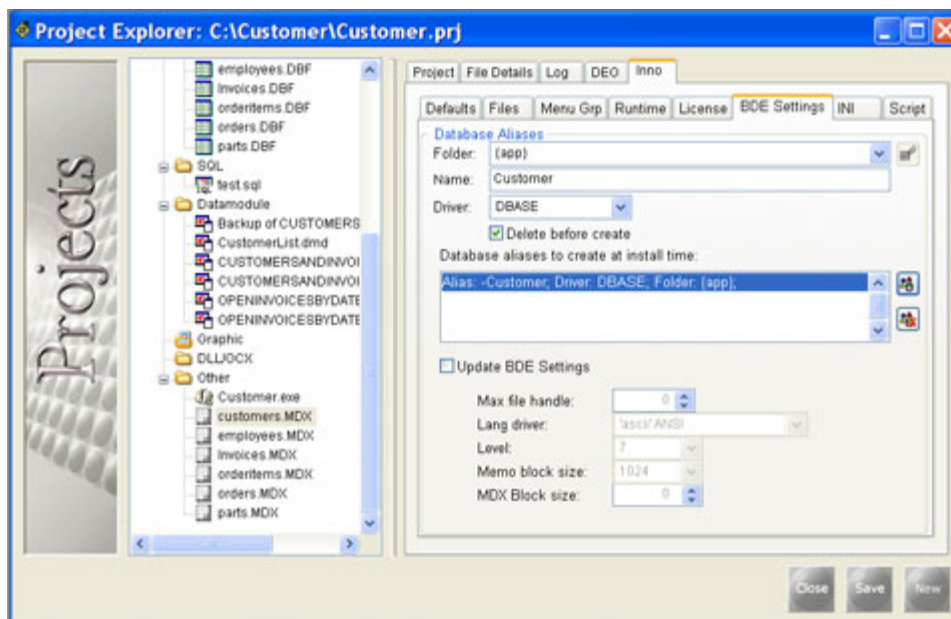 Project Explorer: C:\Customer\Customer.prj
Projects
employees.DBF
Invoices.DBF
orderitems.DBF
orders.DBF
parts.DBF
SQL
test.sql
Datamodule
Backup of CUSTOMERS
CustomerList.dmd
CUSTOMERSANDINVOI
CUSTOMERSANDINVOI
OPENINVOICESBYDATE
OPENINVOICESBYDATE
Graphic
DLL/OCX
Other
Customer.exe
customers.MDX
employees.MDX
Invoices.MDX
orderitems.MDX
orders.MDX
parts.MDX
Project File Details Log DEO Inno
Defaults Files Menu Grp Runtime License BDE Settings INI Script
Database Aliases
Folder: {app}
Name: Customer
Driver: DBASE
Delete before create
Database aliases to create at install time:
Alias: -Customer; Driver: DBASE; Folder: {app};
Update BDE Settings
Max file handle: 0
Lang driver: 'ascii' ANSI
Level: 7
Memo block size: 1024
MDX Block size: 0
Close Save New